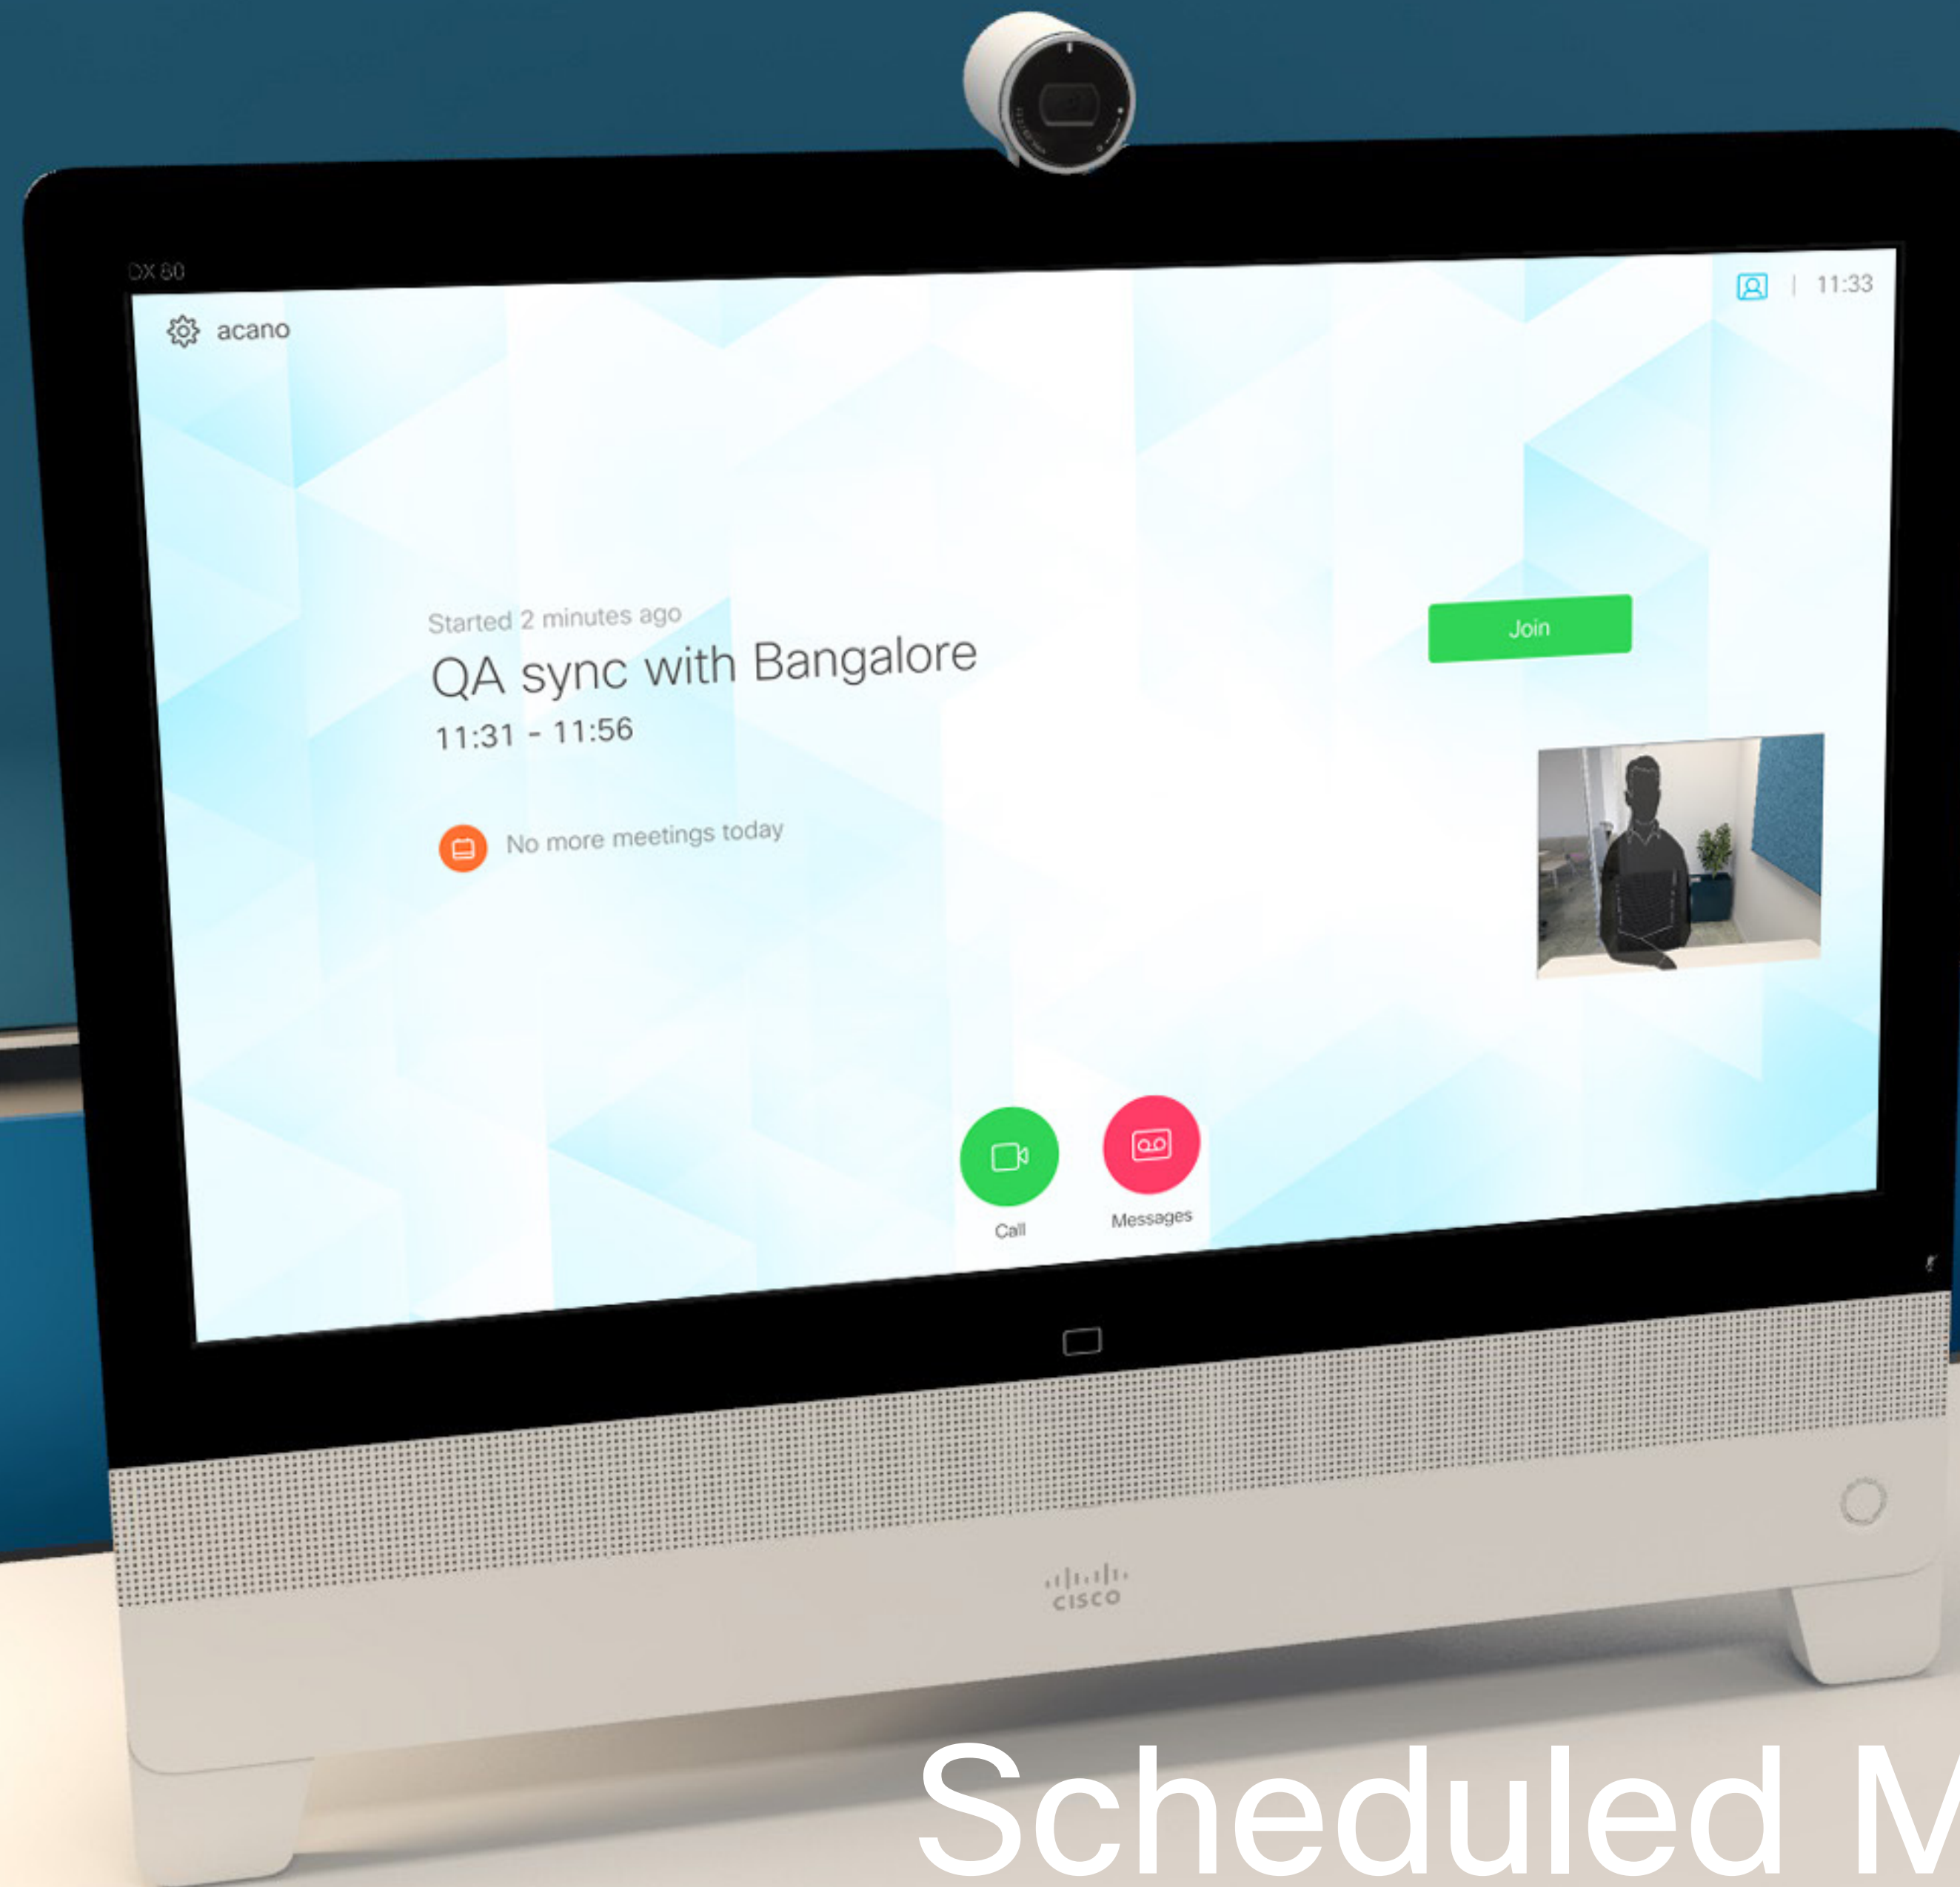 DX 80
acano
11:33
Started 2 minutes ago
QA sync with Bangalore
11:31 - 11:56
Join
No more meetings today
Call
Messages
CISCO
Scheduled M